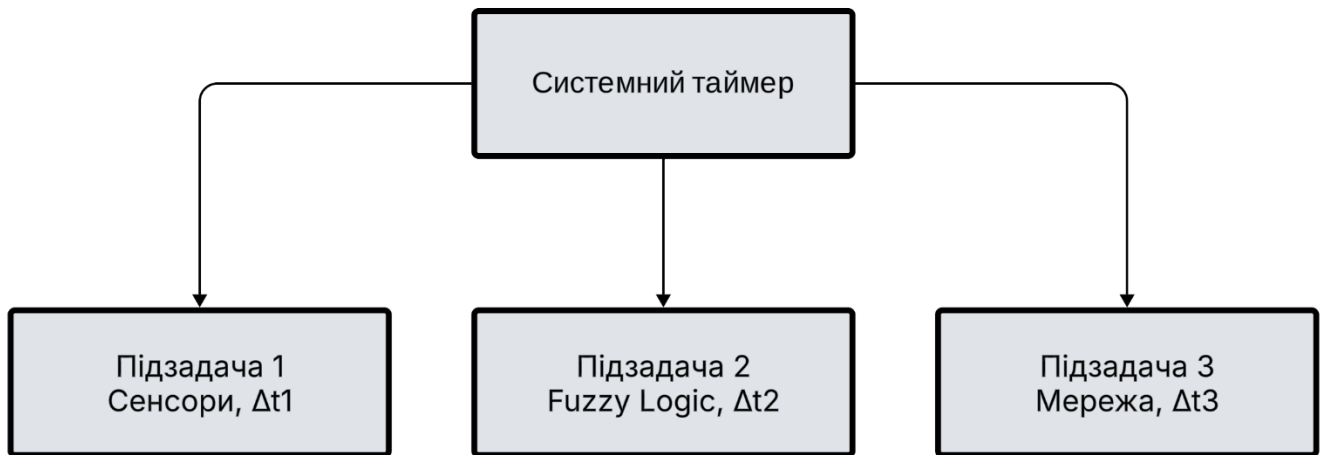 Системний таймер
Підзадача 1
Сенсори, Δt1
Підзадача 2
Fuzzy Logic, Δt2
Підзадача 3
Мережа, Δt3